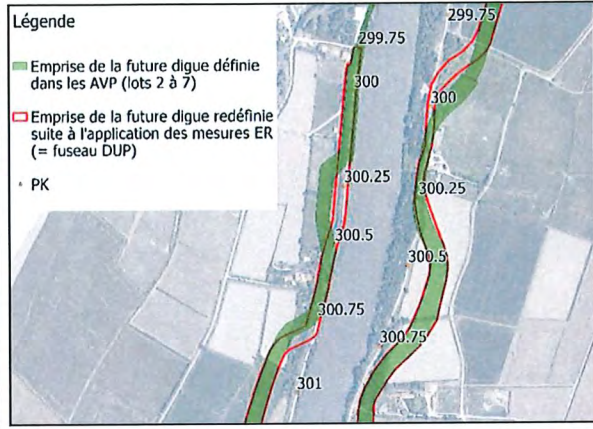 Légende
Emprise de la future digue définie
dans les AVP (lots 2 à 7)
Emprise de la future digue redéfinie
suite à l'application des mesures ER
(= fuseau DUP)
PK
299.75
299.75
300
300
300.25
300.25
300.5
300.5
300.75
300.75
301